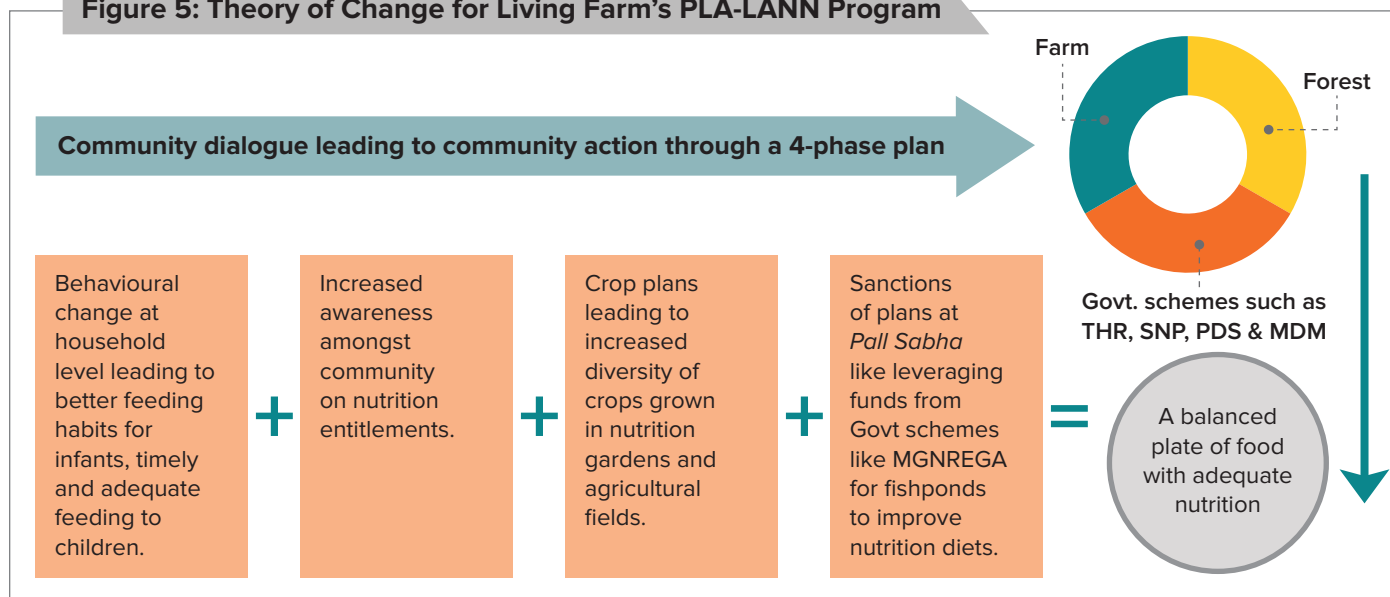 Figure 5: Theory of Change for Living Farm's PLA-LANN Program
Community dialogue leading to community action through a 4-phase plan
Farm
Forest
Govt. schemes such as
THR, SNP, PDS & MDM
Behavioural
change at
household
level leading to
better feeding
habits for
infants, timely
and adequate
feeding to
children.
+
Increased
awareness
amongst
community
on nutrition
entitlements.
+
Crop plans
leading to
increased
diversity of
crops grown
in nutrition
gardens and
agricultural
fields.
+
Sanctions
of plans at
Pall Sabha
like leveraging
funds from
Govt schemes
like MGNREGA
for fishponds
to improve
nutrition diets.
=
A balanced
plate of food
with adequate
nutrition